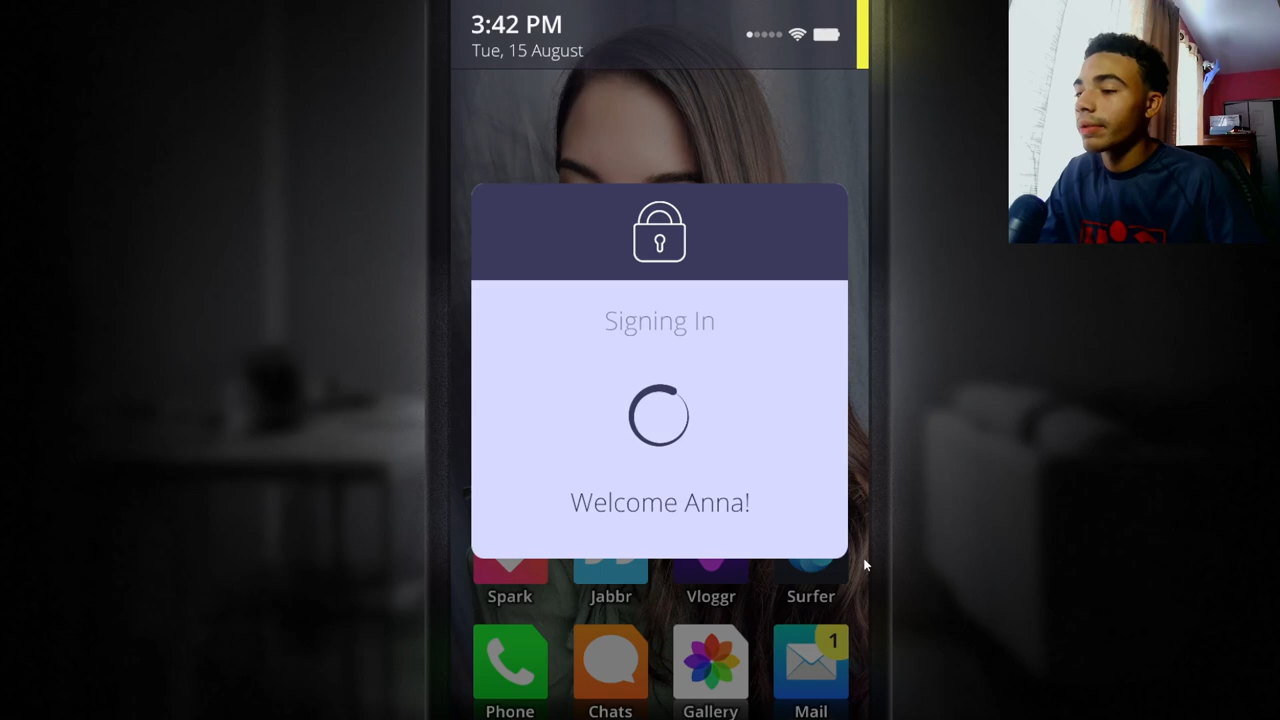 3:42 PM
Tue, 15 August
Signing In
Welcome Anna!
Spark Jabbr Vloggr Surfer
1
Phone Chats Gallery Mail